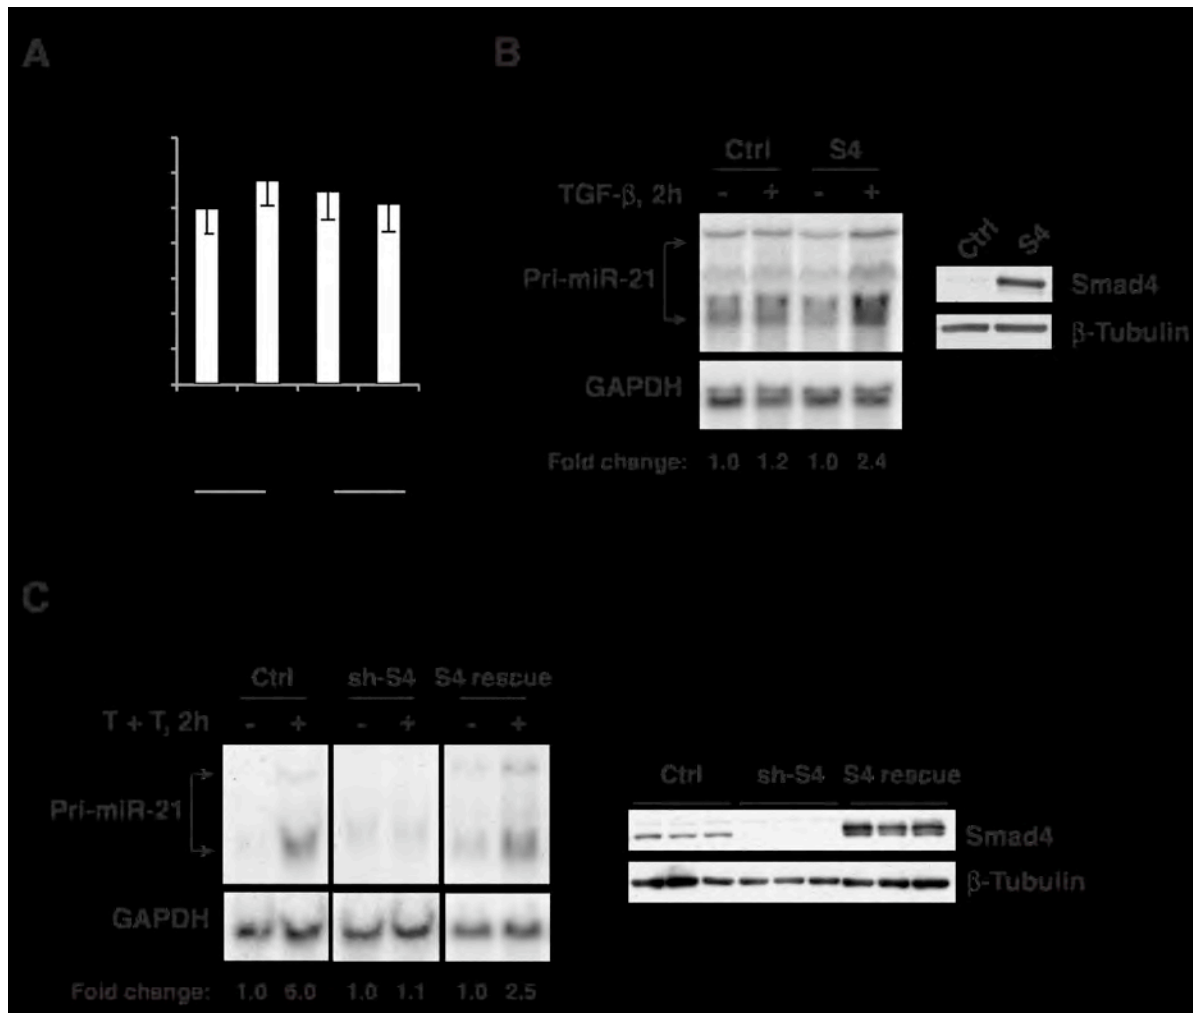 A
B
Ctrl S4
TGF-β, 2h - + - +
Pri-miR-21
GAPDH
Fold change: 1.0 1.2 1.0 2.4
Ctrl S4
Smad4
β-Tubulin
C
Ctrl sh-S4 S4 rescue
T + T, 2h - + - + - +
Pri-miR-21
GAPDH
Fold change: 1.0 6.0 1.0 1.1 1.0 2.5
Ctrl sh-S4 S4 rescue
Smad4
β-Tubulin